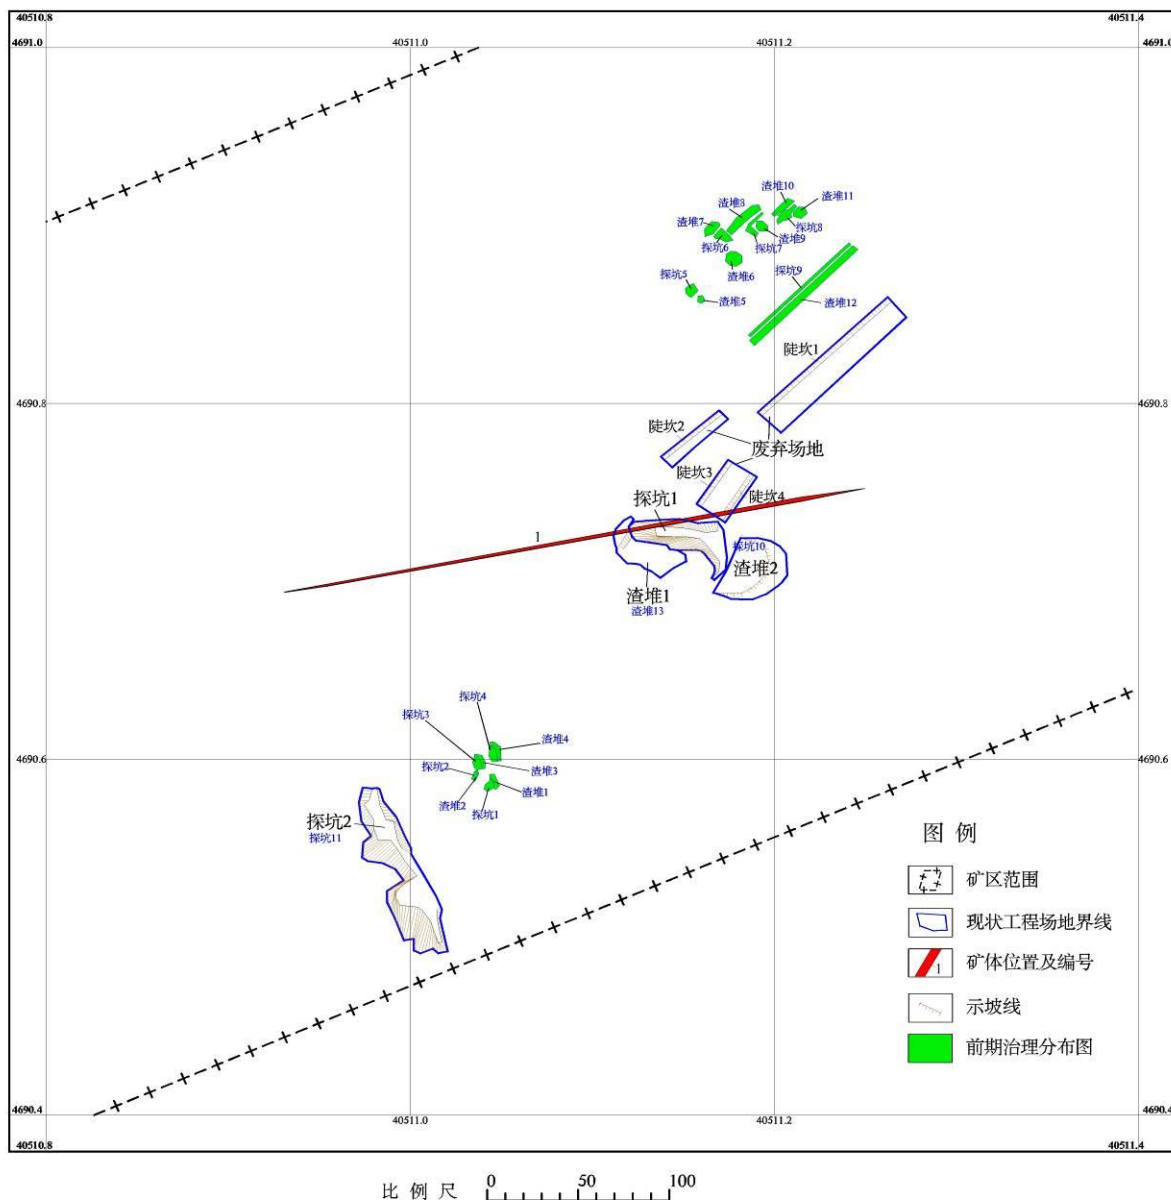 40510.8
40511.4
4691.0
40511.0
40511.2
4691.0
渣堆10
渣堆11
渣堆8
渣堆7
探坑8
渣堆9
探坑6
探坑7
渣堆6
探坑5
探坑9
渣堆5
渣堆12
陡坎1
4690.8
4690.8
陡坎2
废弃场地
陡坎3
陡坎4
探坑1
1
探坑10
渣堆2
渣堆1
渣堆13
探坑4
探坑3
渣堆4
4690.6
4690.6
探坑2
渣堆3
渣堆2
渣堆1
探坑1
探坑2
探坑11
图 例
矿区范围
现状工程场地界线
1
矿体位置及编号
示坡线
前期治理分布图
4690.4
40511.0
40511.2
4690.4
40510.8
40511.4
比 例 尺
0
50
100